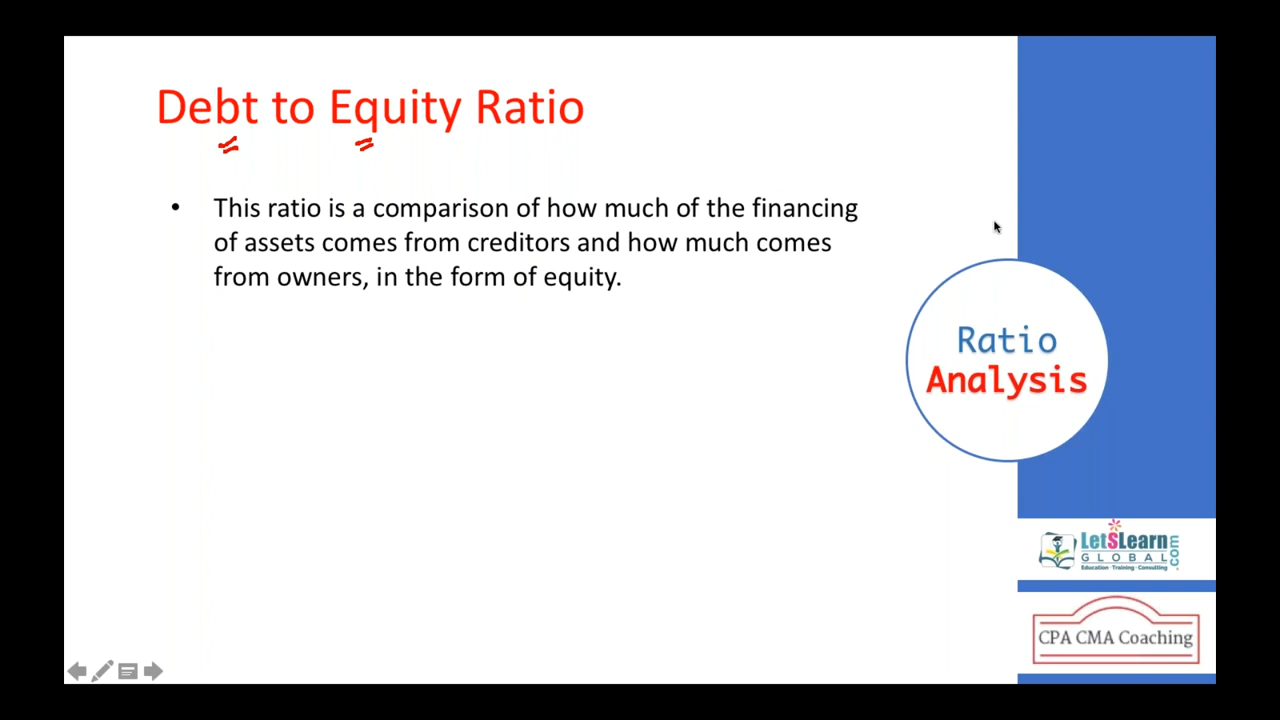 Debt to Equity Ratio
• This ratio is a comparison of how much of the financing
of assets comes from creditors and how much comes
from owners, in the form of equity.
Ratio
Analysis
LetSLearn
GLOBAL
.com
Education · Training · Consulting
CPA CMA Coaching